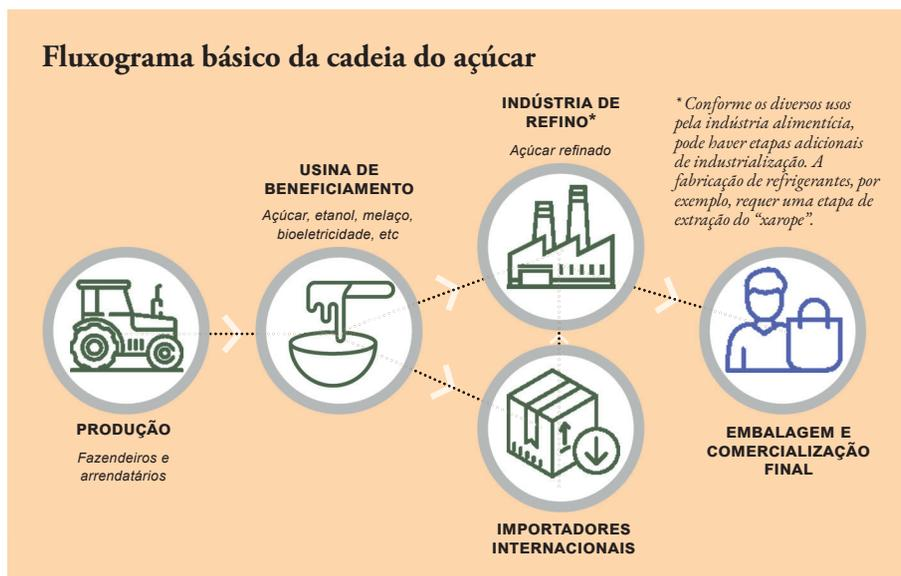 Fluxograma básico da cadeia do açúcar
INDÚSTRIA DE
REFINO*
Açúcar refinado
* Conforme os diversos usos
pela indústria alimentícia,
pode haver etapas adicionais
de industrialização. A
fabricação de refrigerantes, por
exemplo, requer uma etapa de
extração do “xarope”.
USINA DE
BENEFICIAMENTO
Açúcar, etanol, melaço,
bioeletricidade, etc
PRODUÇÃO
Fazendeiros e
arrendatários
EMBALAGEM E
COMERCIALIZAÇÃO
FINAL
IMPORTADORES
INTERNACIONAIS